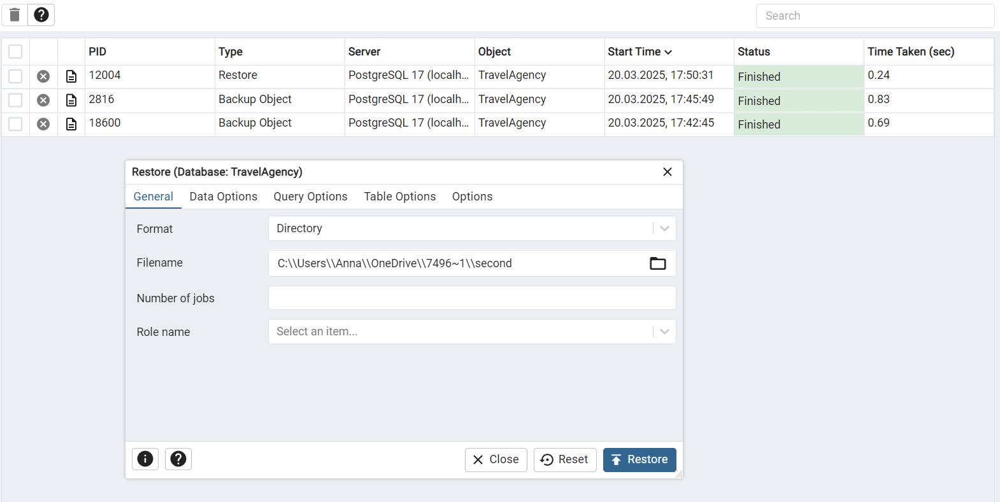 Search
PID Type Server Object Start Time Status Time Taken (sec)
12004 Restore PostgreSQL 17 (localh... TravelAgency 20.03.2025, 17:50:31 Finished 0.24
2816 Backup Object PostgreSQL 17 (localh... TravelAgency 20.03.2025, 17:45:49 Finished 0.83
18600 Backup Object PostgreSQL 17 (localh... TravelAgency 20.03.2025, 17:42:45 Finished 0.69
Restore (Database: TravelAgency)
General Data Options Query Options Table Options Options
Format Directory
Filename C:\\Users\\Anna\\OneDrive\\7496~1\\second
Number of jobs
Role name Select an item...
Close Reset Restore